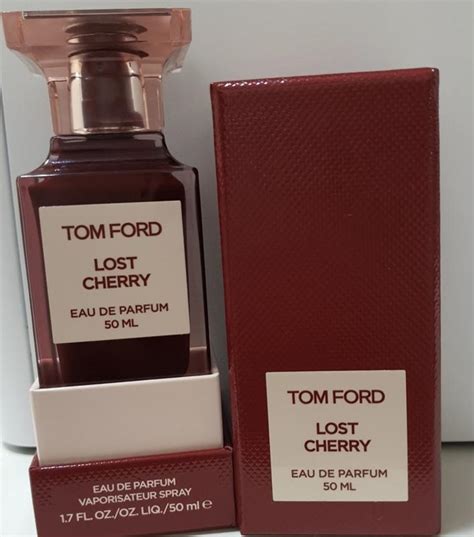 TOM FORD
LOST
CHERRY
EAU DE PARFUM
50 ML
EAU DE PARFUM
VAPORISATEUR SPRAY
1.7 FL. OZ./OZ. LIQ./50 ml e
TOM FORD
LOST
CHERRY
EAU DE PARFUM
50 ML